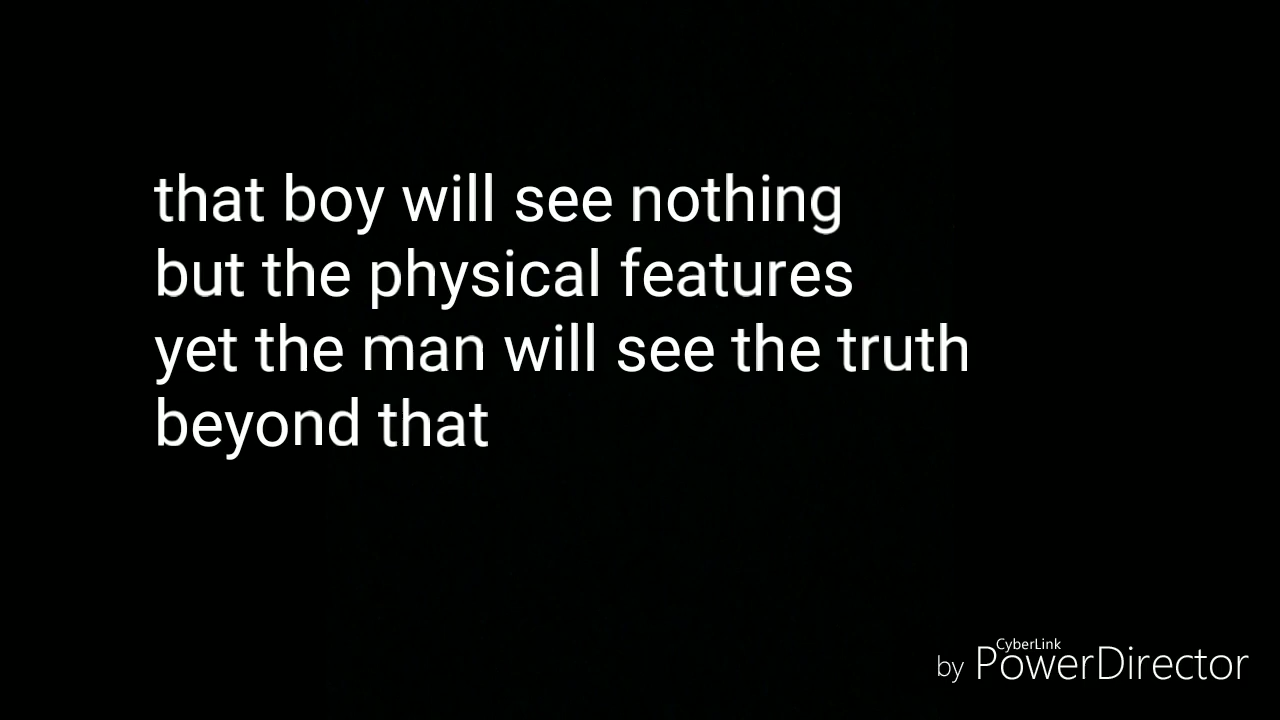 that boy will see nothing
but the physical features
yet the man will see the truth
beyond that
CyberLink
by PowerDirector